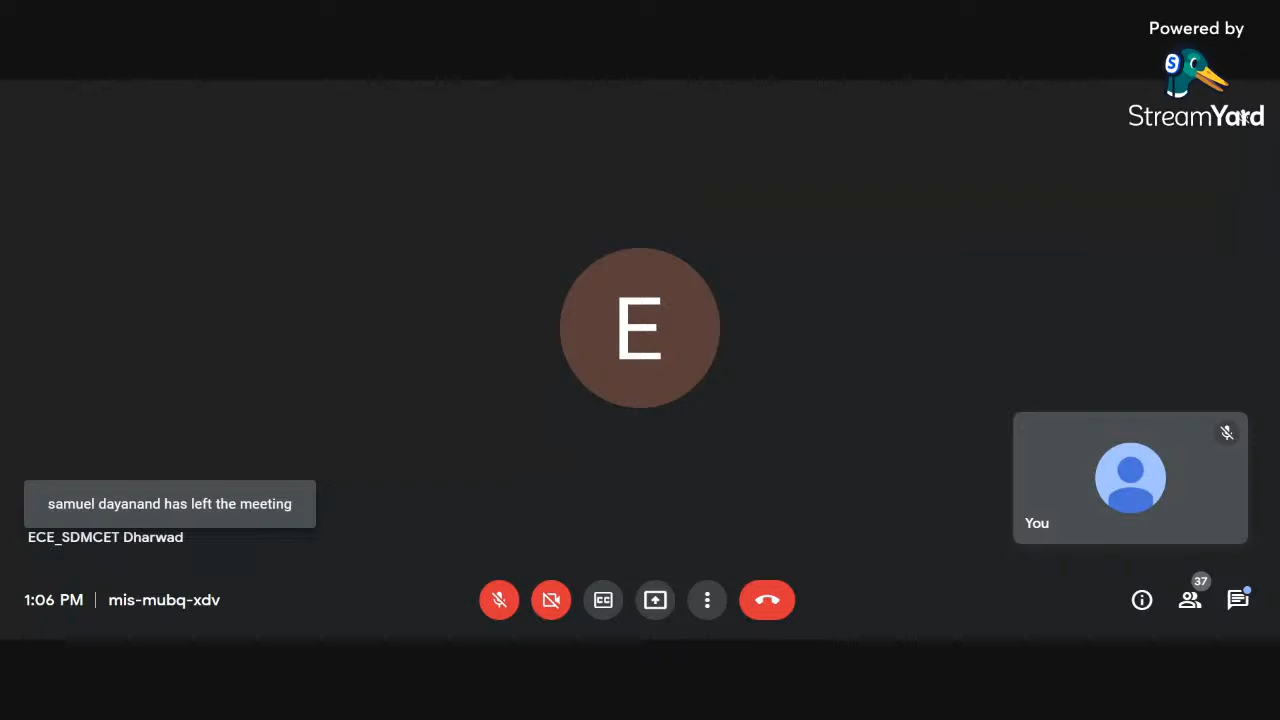 Powered by
StreamYard
E
samuel dayanand has left the meeting
ECE_SDMCET Dharwad
You
1:06 PM | mis-mubq-xdv
CC
37